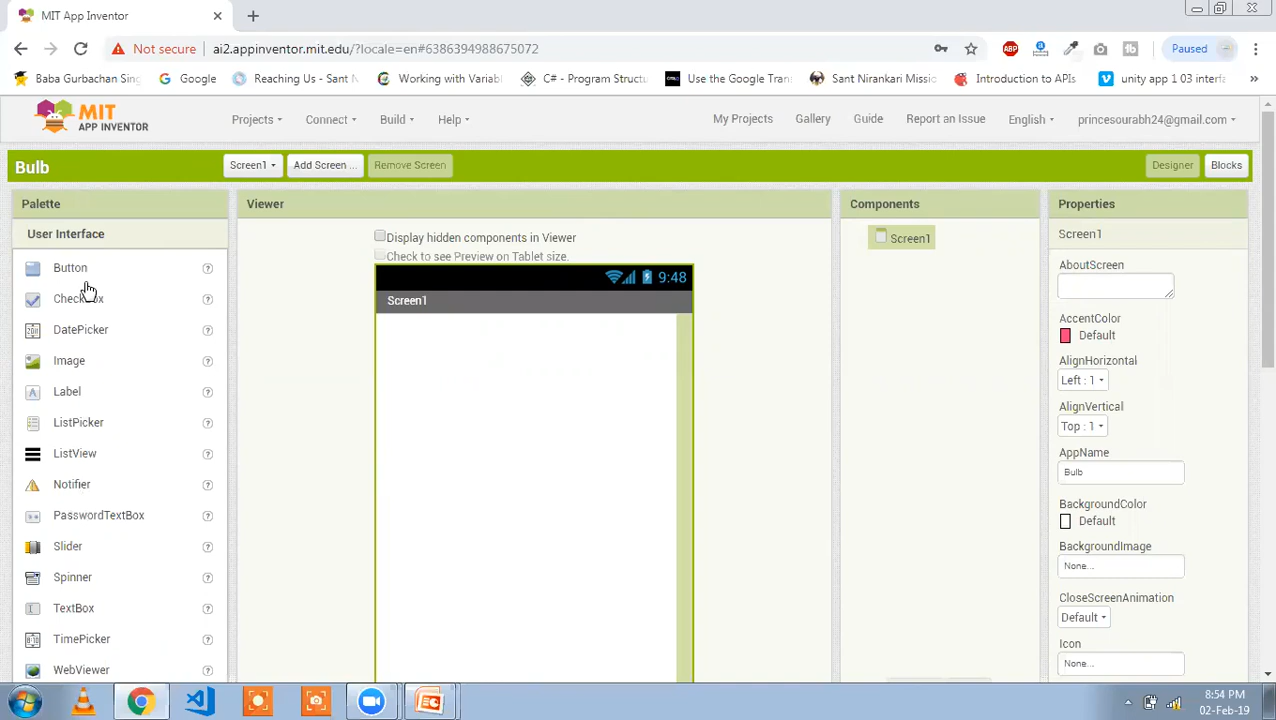 MIT App Inventor
Not secure
ai2.appinventor.mit.edu/?locale=en#6386394988675072
ABP
Paused
Baba Gurbachan Sing
Google
Reaching Us - Sant N
Working with Variabl
C# - Program Structu
Use the Google Tran
Sant Nirankari Missio
Introduction to APIs
unity app 1 03 interfa
MIT
APP INVENTOR
Projects
Connect
Build
Help
My Projects
Gallery
Guide
Report an Issue
English
princesourabh24@gmail.com
Bulb
Screen1
Add Screen ...
Remove Screen
Designer
Blocks
Palette
Viewer
Components
Properties
User Interface
Button
CheckBox
DatePicker
Image
Label
ListPicker
ListView
Notifier
PasswordTextBox
Slider
Spinner
TextBox
TimePicker
WebViewer
Display hidden components in Viewer
Check to see Preview on Tablet size.
9:48
Screen1
Screen1
Screen1
AboutScreen
AccentColor
Default
AlignHorizontal
Left : 1
AlignVertical
Top : 1
AppName
Bulb
BackgroundColor
Default
BackgroundImage
None...
CloseScreenAnimation
Default
Icon
None...
8:54 PM
02-Feb-19